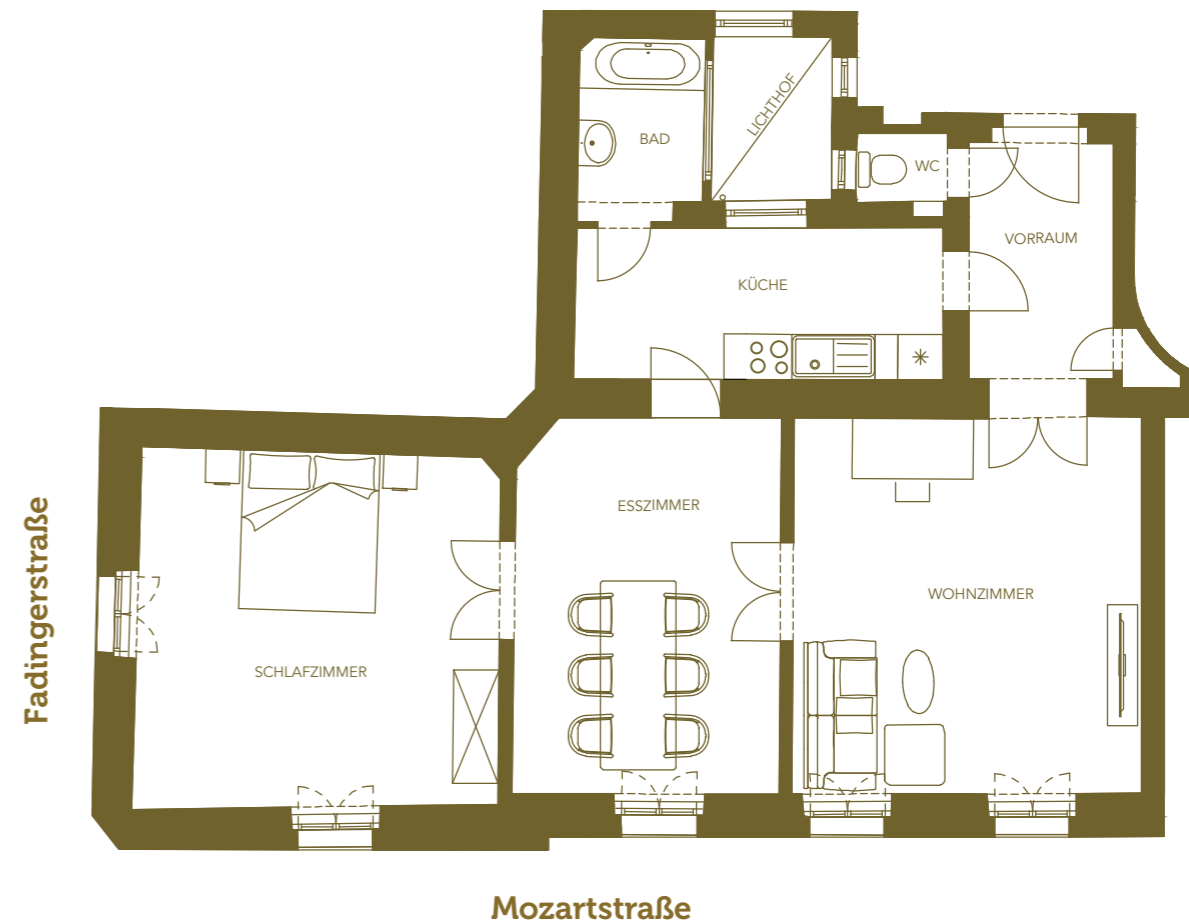 LICHTHOF
BAD
WC
VORRAUM
KÜCHE
ESSZIMMER
WOHNZIMMER
SCHLAFZIMMER
Fadingerstraße
Mozartstraße